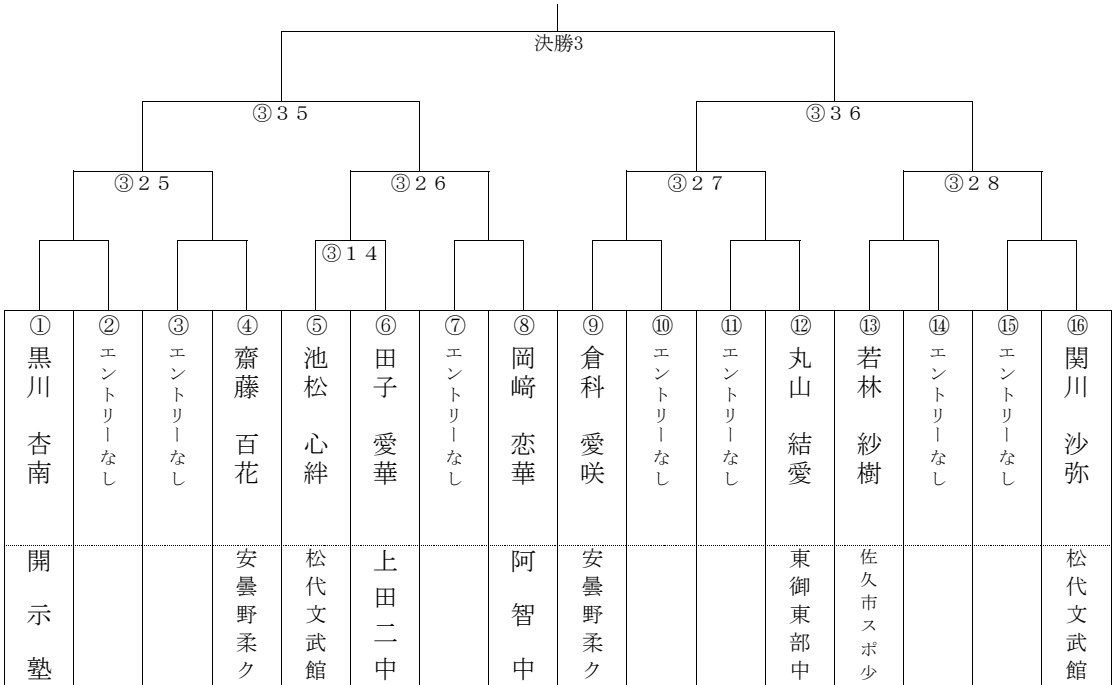 決勝3
③３５
③３６
③２５
③２６
③２７
③２８
③１４
①
黒川　杏南
開示塾
②
エントリーなし
③
エントリーなし
④
齋藤　百花
安曇野柔ク
⑤
池松　心絆
松代文武館
⑥
田子　愛華
上田二中
⑦
エントリーなし
⑧
岡﨑　恋華
阿智中
⑨
倉科　愛咲
安曇野柔ク
⑩
エントリーなし
⑪
エントリーなし
⑫
丸山　結愛
東御東部中
⑬
若林　紗樹
佐久市スポ少
⑭
エントリーなし
⑮
エントリーなし
⑯
関川　沙弥
松代文武館